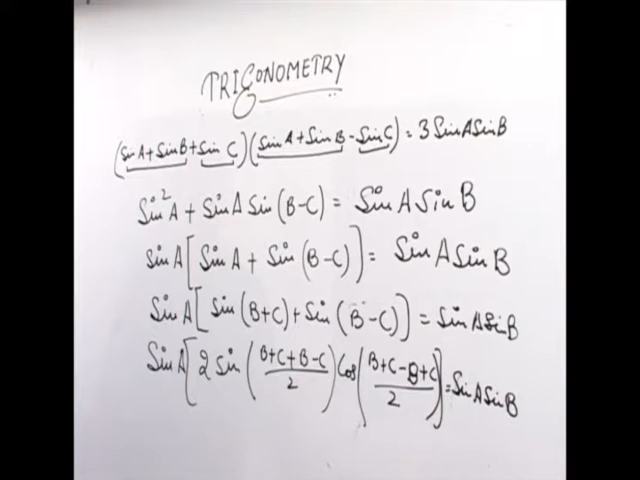 TRIGONOMETRY
(sin A + sin B + sin C)(sin A + sin B - sin C) = 3 sin A sin B
sin²A + sin A sin (B-C) = sin A sin B
sin A [sin A + sin (B-C)] = sin A sin B
sin A [sin (B+C) + sin (B-C)] = sin A sin B
sin A [2 sin ((B+C+B-C)/2) cos ((B+C-B+C)/2)] = sin A sin B